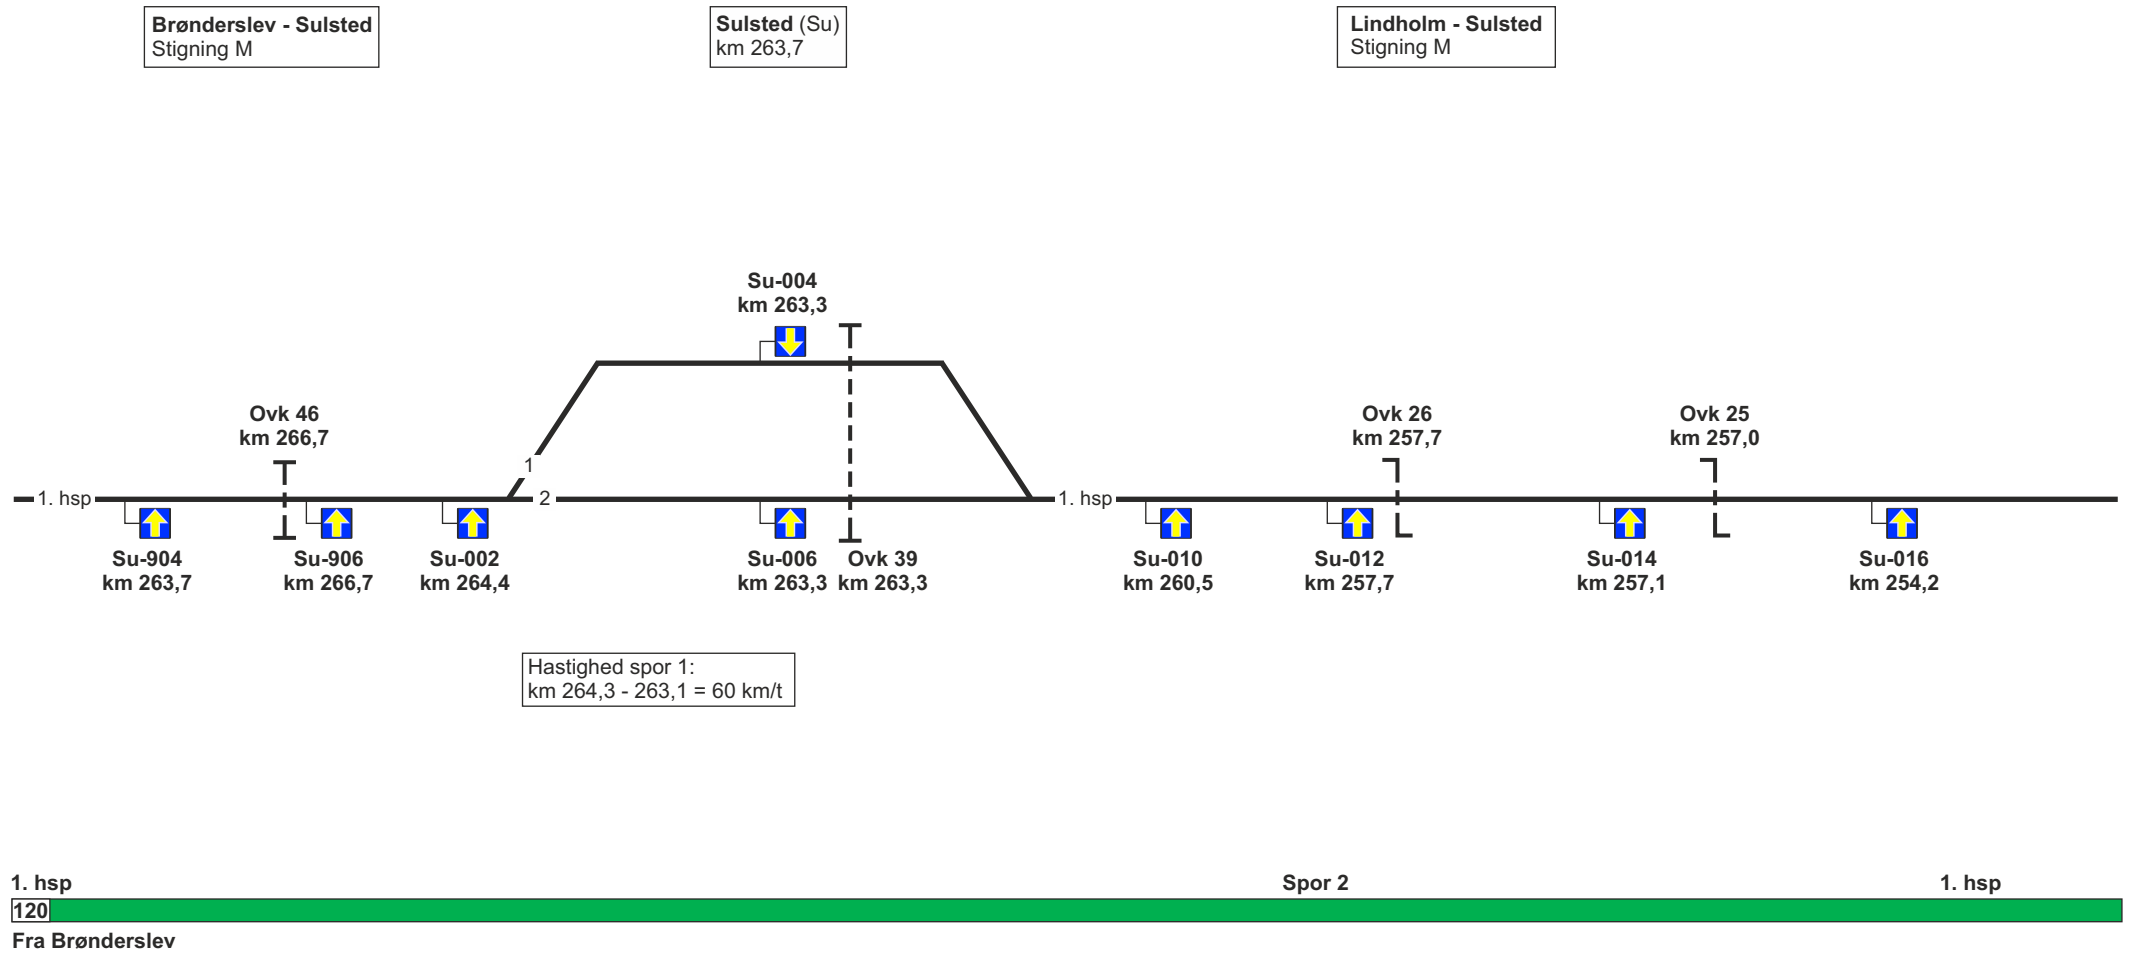 Brønderslev - Sulsted
Stigning M
Sulsted (Su)
km 263,7
Lindholm - Sulsted
Stigning M
Su-004
km 263,3
Ovk 46
km 266,7
Ovk 26
km 257,7
Ovk 25
km 257,0
1
1. hsp
2
1. hsp
Su-904
km 263,7
Su-906
km 266,7
Su-002
km 264,4
Su-006
km 263,3
Ovk 39
km 263,3
Su-010
km 260,5
Su-012
km 257,7
Su-014
km 257,1
Su-016
km 254,2
Hastighed spor 1:
km 264,3 - 263,1 = 60 km/t
1. hsp
Spor 2
1. hsp
120
Fra Brønderslev